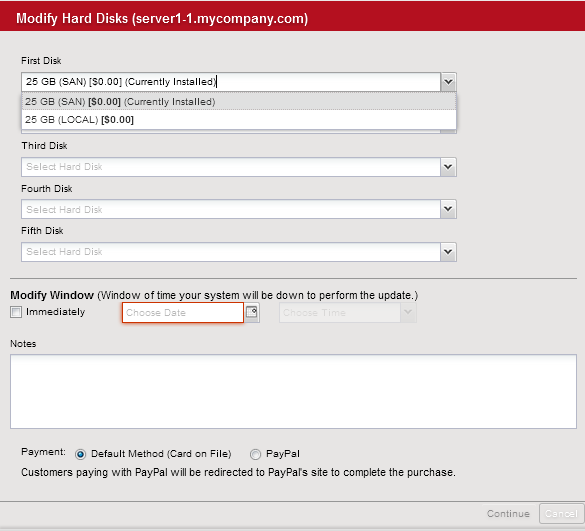 Modify Hard Disks (server1-1.mycompany.com)
First Disk
25 GB (SAN) [$0.00] (Currently Installed)
25 GB (SAN) [$0.00] (Currently Installed)
25 GB (LOCAL) [$0.00]
Third Disk
Select Hard Disk
Fourth Disk
Select Hard Disk
Fifth Disk
Select Hard Disk
Modify Window (Window of time your system will be down to perform the update.)
Immediately Choose Date Choose Time
Notes
Payment: Default Method (Card on File) PayPal
Customers paying with PayPal will be redirected to PayPal's site to complete the purchase.
Continue Cancel